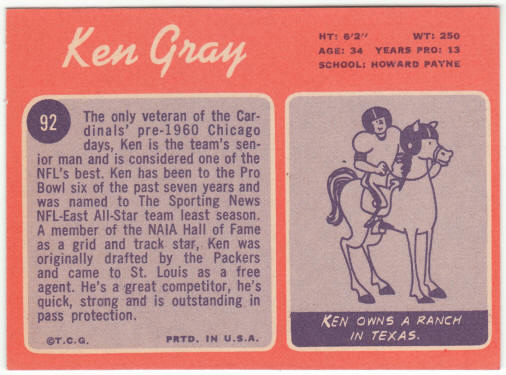 Ken Gray
HT: 6'2" WT: 250
AGE: 34 YEARS PRO: 13
SCHOOL: HOWARD PAYNE
92
The only veteran of the Car-
dinals' pre-1960 Chicago
days, Ken is the team's sen-
ior man and is considered one of the
NFL's best. Ken has been to the Pro
Bowl six of the past seven years and
was named to The Sporting News
NFL-East All-Star team least season.
A member of the NAIA Hall of Fame
as a grid and track star, Ken was
originally drafted by the Packers
and came to St. Louis as a free
agent. He's a great competitor, he's
quick, strong and is outstanding in
pass protection.
©T.C.G. PRTD. IN U.S.A.
KEN OWNS A RANCH
IN TEXAS.